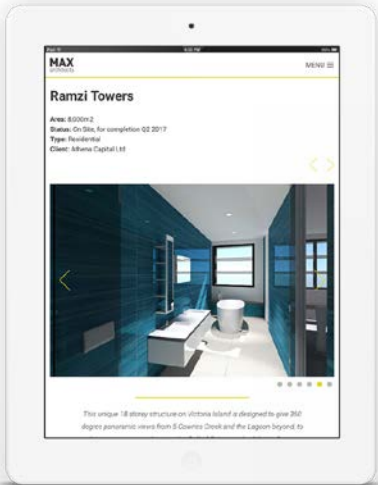 MAX
architects
MENU
Ramzi Towers
Area: 8,000m2
Status: On Site, for completion Q2 2017
Type: Residential
Client: Athena Capital Ltd
This unique 18 storey structure on Victoria Island is designed to give 360
degree panoramic views from 5 Cowries Creek and the Lagoon beyond, to